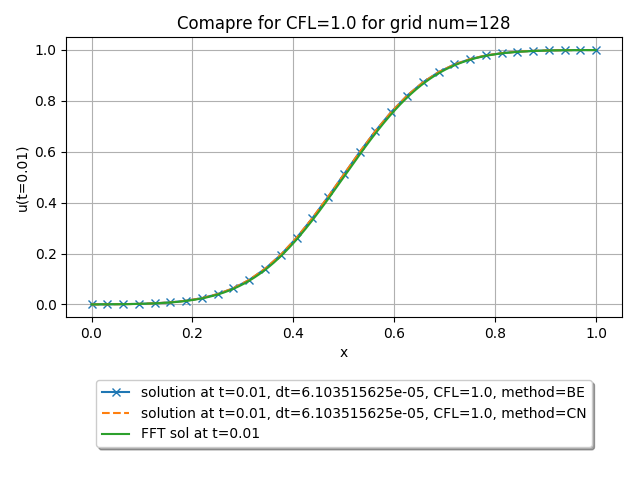 Comapre for CFL=1.0 for grid num=128
1.0
0.8
0.6
0.4
0.2
0.0
u(t=0.01)
0.0 0.2 0.4 0.6 0.8 1.0
x
solution at t=0.01, dt=6.103515625e-05, CFL=1.0, method=BE
solution at t=0.01, dt=6.103515625e-05, CFL=1.0, method=CN
FFT sol at t=0.01